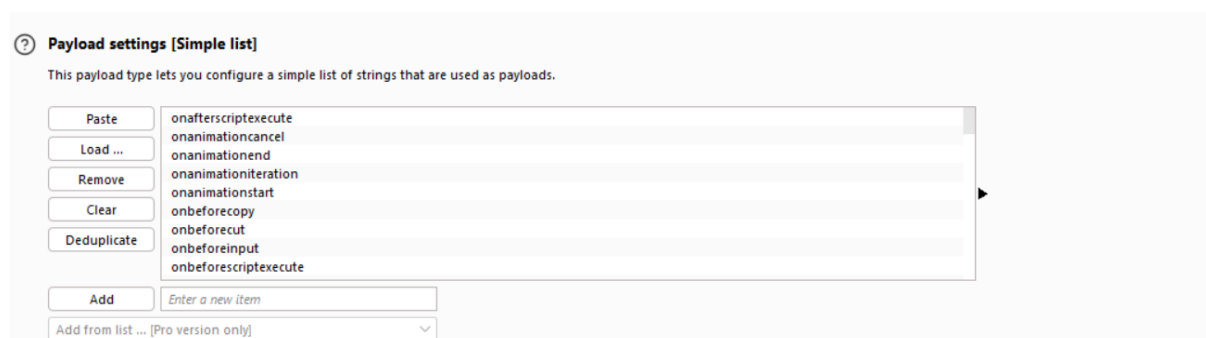 Payload settings [Simple list]
This payload type lets you configure a simple list of strings that are used as payloads.
Paste
Load ...
Remove
Clear
Deduplicate
onafterscriptexecute
onanimationcancel
onanimationend
onanimationiteration
onanimationstart
onbeforecopy
onbeforecut
onbeforeinput
onbeforescriptexecute
Add
Enter a new item
Add from list ... [Pro version only]